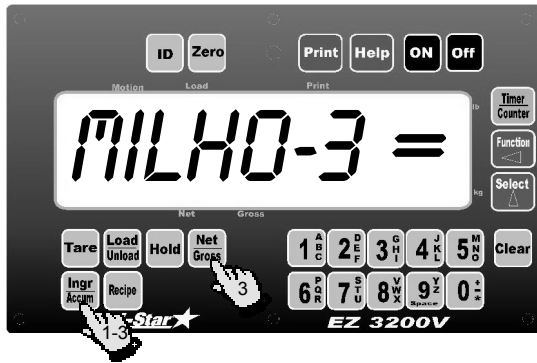 ID Zero Print Help ON Off
Motion Load Print
MILHO-3 =
lb
kg
Net Gross
Timer
Counter
Function
Select
Tare Load Unload Hold Net Gross
1 A B C 2 D E F 3 G H I 4 J K L 5 M N O Clear
Ingr Accum Recipe
3
6 P Q R 7 S T U 8 V W X 9 Y Z Space 0 : - *
1-3
-Star EZ 3200V